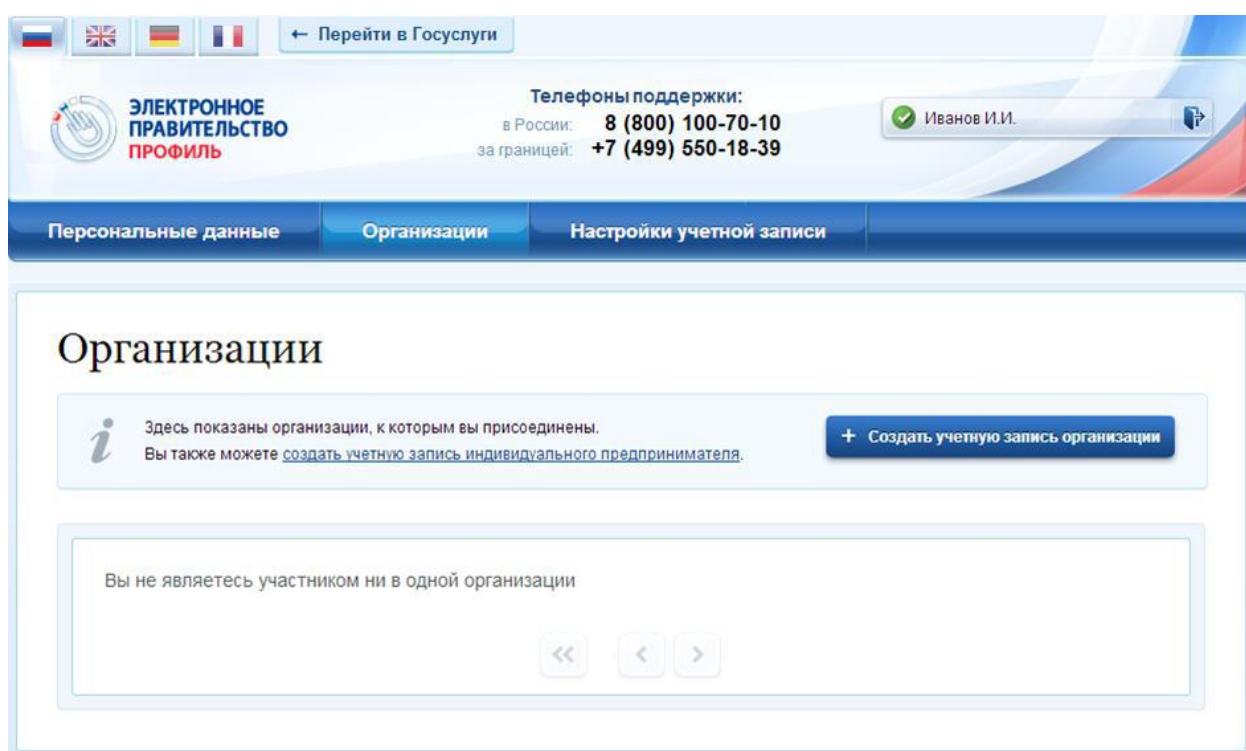 ← Перейти в Госуслуги
ЭЛЕКТРОННОЕ
ПРАВИТЕЛЬСТВО
ПРОФИЛЬ
Телефоны поддержки:
в России: 8 (800) 100-70-10
за границей: +7 (499) 550-18-39
Иванов И.И.
Персональные данные
Организации
Настройки учетной записи
Организации
Здесь показаны организации, к которым вы присоединены.
Вы также можете создать учетную запись индивидуального предпринимателя.
+ Создать учетную запись организации
Вы не являетесь участником ни в одной организации